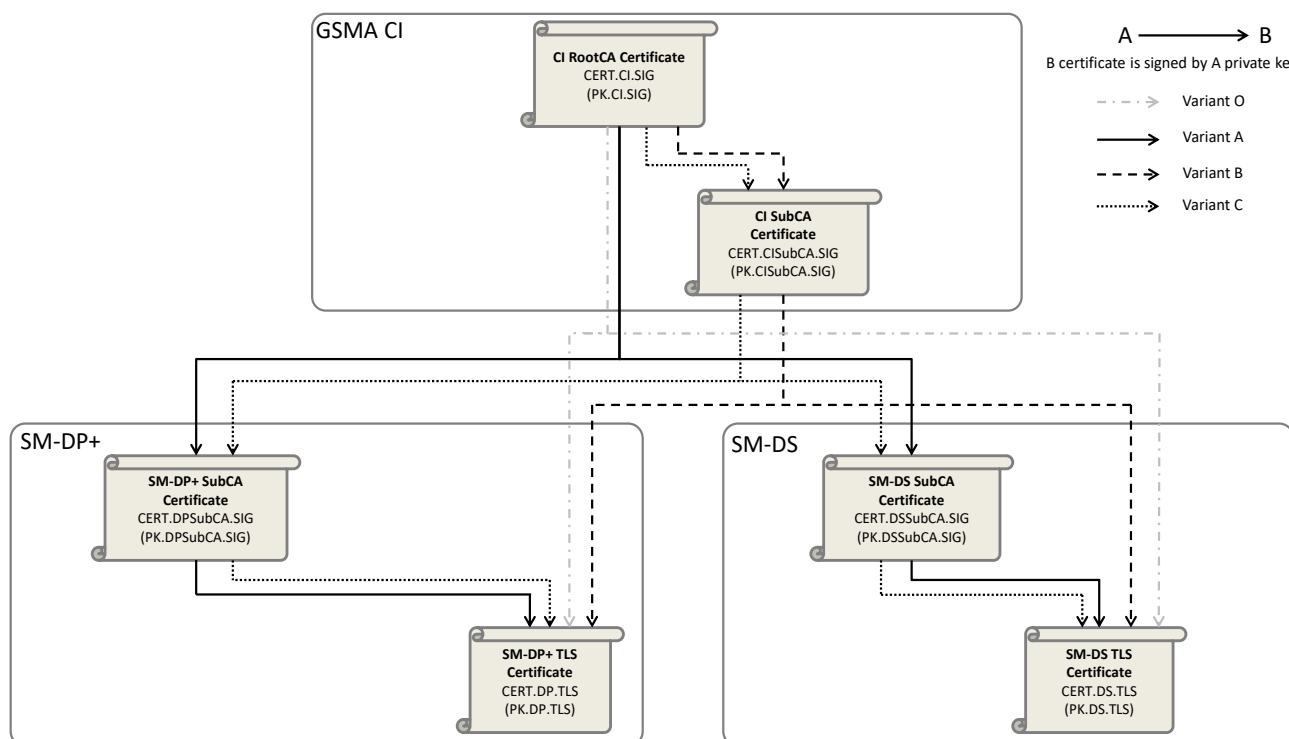 GSMA CI
CI RootCA Certificate
CERT.CI.SIG
(PK.CI.SIG)
A
B
B certificate is signed by A private ke
Variant O
Variant A
Variant B
Variant C
CI SubCA
Certificate
CERT.CISubCA.SIG
(PK.CISubCA.SIG)
SM-DP+
SM-DP+ SubCA
Certificate
CERT.DPSubCA.SIG
(PK.DPSubCA.SIG)
SM-DP+ TLS
Certificate
CERT.DP.TLS
(PK.DP.TLS)
SM-DS
SM-DS SubCA
Certificate
CERT.DSSubCA.SIG
(PK.DSSubCA.SIG)
SM-DS TLS
Certificate
CERT.DS.TLS
(PK.DS.TLS)